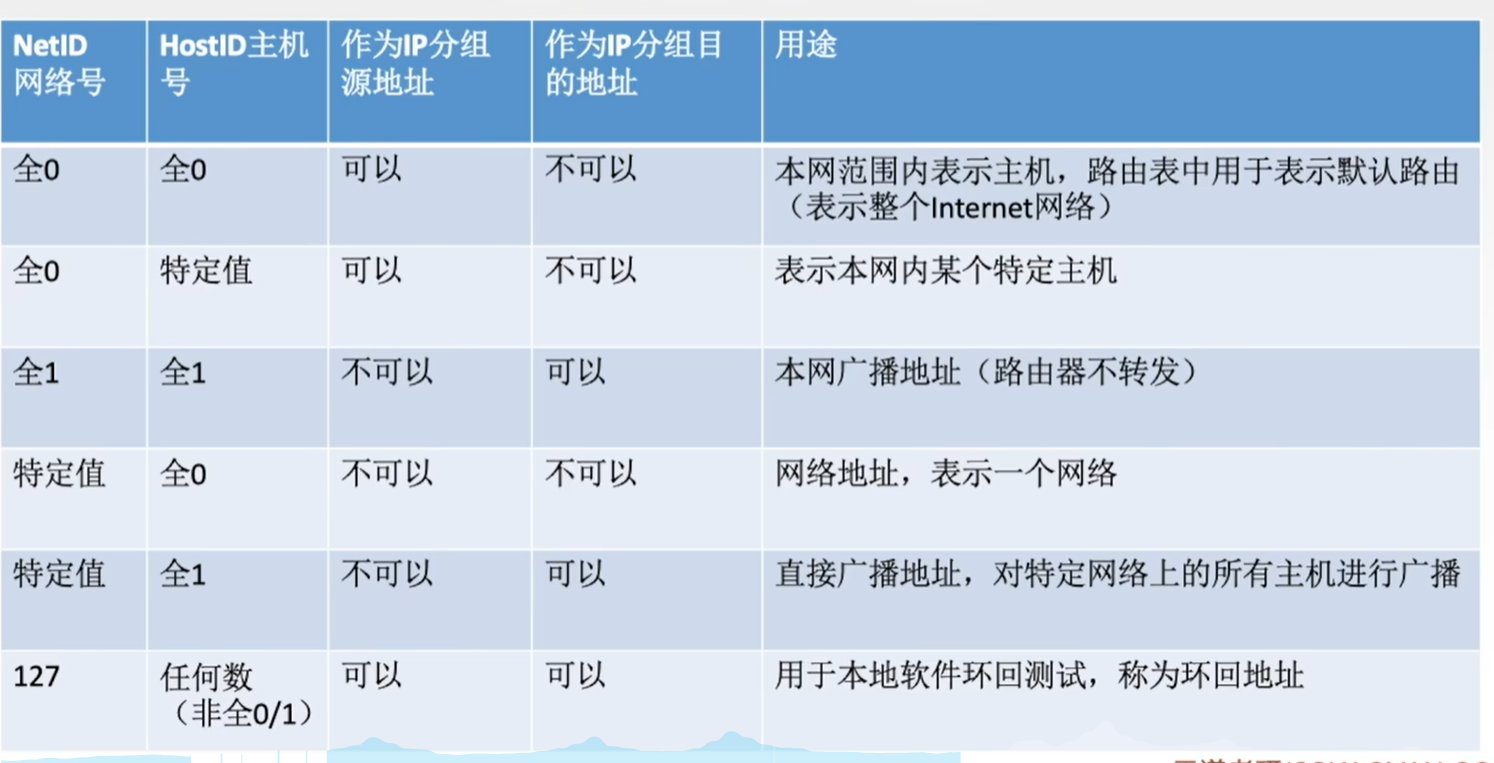 NetID
网络号
HostID主机
号
作为IP分组
源地址
作为IP分组目
的地址
用途
全0
全0
可以
不可以
本网范围内表示主机，路由表中用于表示默认路由
（表示整个Internet网络）
全0
特定值
可以
不可以
表示本网内某个特定主机
全1
全1
不可以
可以
本网广播地址（路由器不转发）
特定值
全0
不可以
不可以
网络地址，表示一个网络
特定值
全1
不可以
可以
直接广播地址，对特定网络上的所有主机进行广播
127
任何数
（非全0/1）
可以
可以
用于本地软件环回测试，称为环回地址